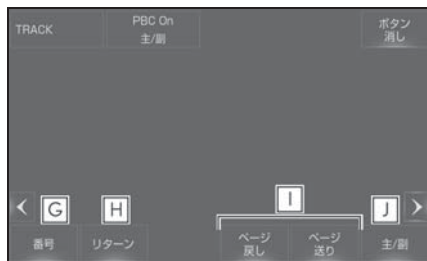 TRACK
PBC On
主/副
ボタン
消し
G
H
I
J
番号
リターン
ページ
戻し
ページ
送り
主/副